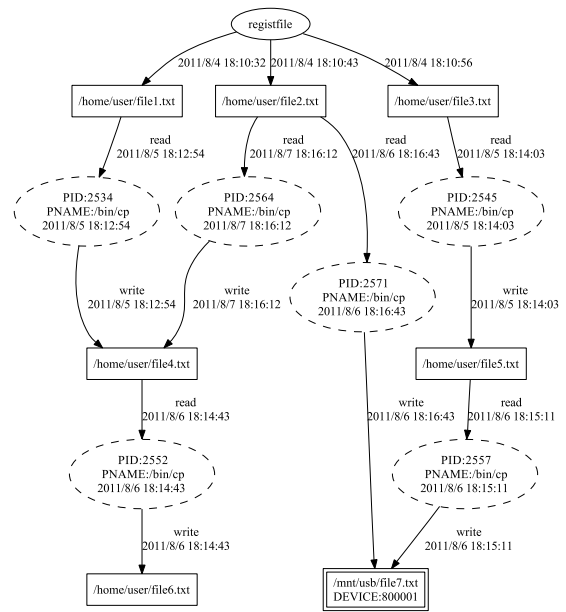 registfile
2011/8/4 18:10:32
2011/8/4 18:10:43
2011/8/4 18:10:56
/home/user/file1.txt
/home/user/file2.txt
/home/user/file3.txt
read
2011/8/5 18:12:54
read
2011/8/7 18:16:12
read
2011/8/6 18:16:43
read
2011/8/5 18:14:03
PID:2534
PNAME:/bin/cp
2011/8/5 18:12:54
PID:2564
PNAME:/bin/cp
2011/8/7 18:16:12
PID:2545
PNAME:/bin/cp
2011/8/5 18:14:03
PID:2571
PNAME:/bin/cp
2011/8/6 18:16:43
write
2011/8/5 18:12:54
write
2011/8/7 18:16:12
write
2011/8/5 18:14:03
/home/user/file4.txt
/home/user/file5.txt
read
2011/8/6 18:14:43
write
2011/8/6 18:16:43
read
2011/8/6 18:15:11
PID:2552
PNAME:/bin/cp
2011/8/6 18:14:43
PID:2557
PNAME:/bin/cp
2011/8/6 18:15:11
write
2011/8/6 18:14:43
write
2011/8/6 18:15:11
/home/user/file6.txt
/mnt/usb/file7.txt
DEVICE:800001